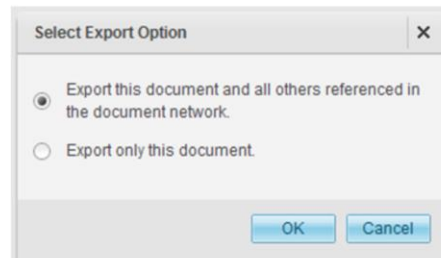 Select Export Option
Export this document and all others referenced in
the document network.
Export only this document.
OK Cancel